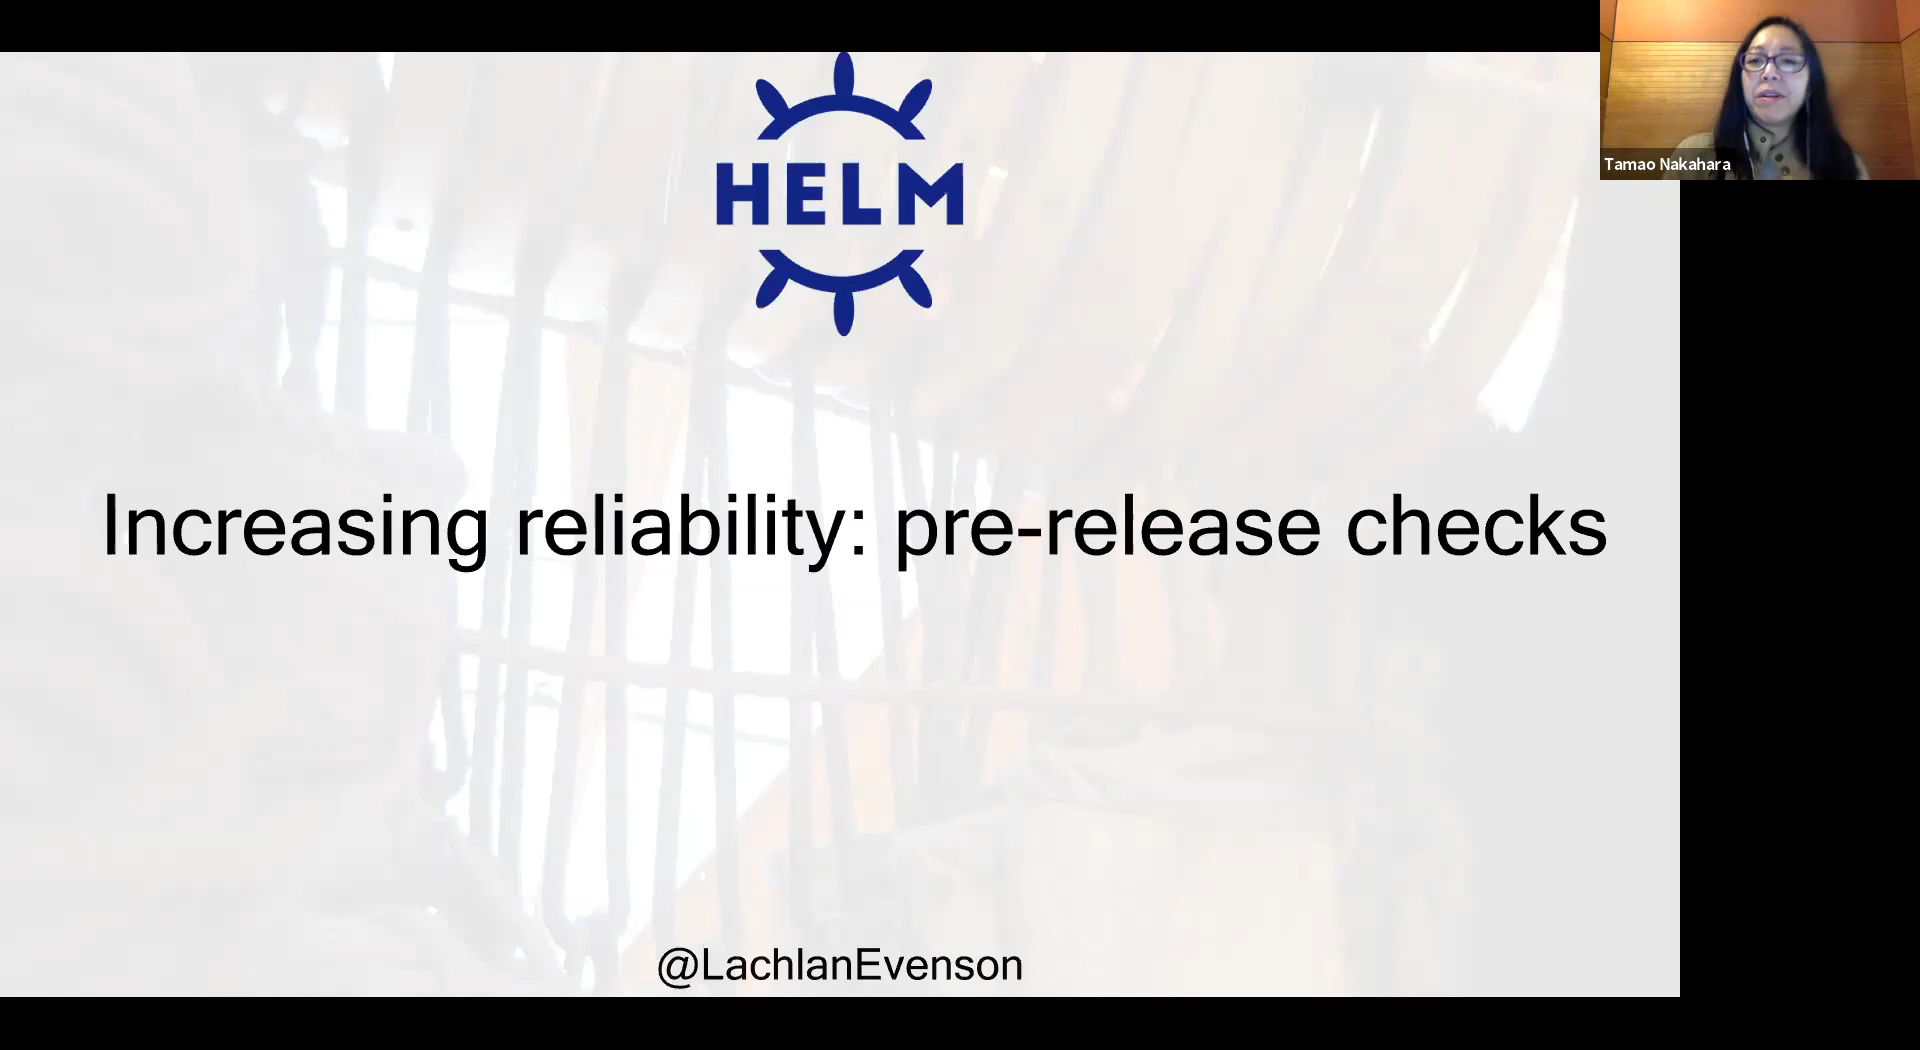 HELM
Tamao Nakahara
Increasing reliability: pre-release checks
@LachlanEvenson